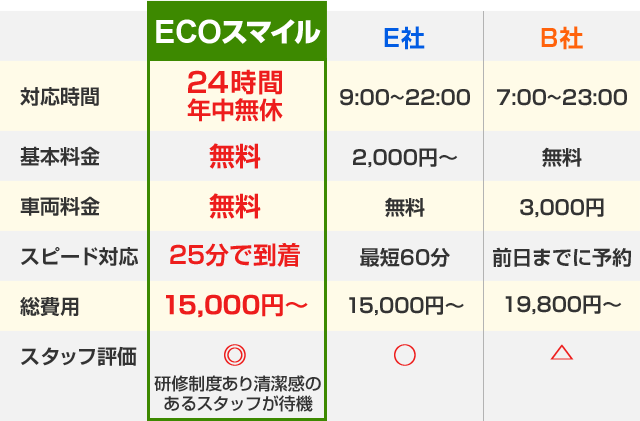 ECOスマイル E社 B社
対応時間 24時間 9:00~22:00 7:00~23:00
年中無休
基本料金 無料 2,000円～ 無料
車両料金 無料 無料 3,000円
スピード対応 25分で到着 最短60分 前日までに予約
総費用 15,000円～ 15,000円～ 19,800円～
スタッフ評価 ◎ ○ △
研修制度あり清潔感の
あるスタッフが待機